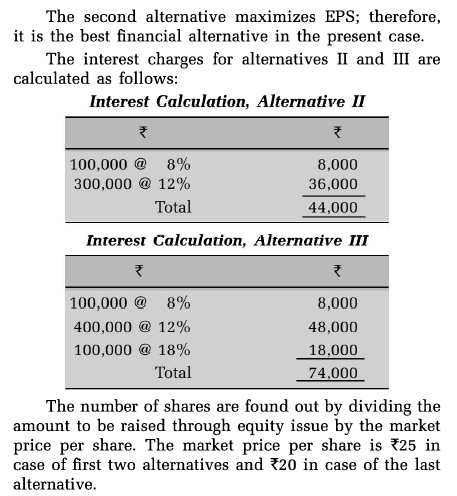 The second alternative maximizes EPS; therefore,
it is the best financial alternative in the present case.
The interest charges for alternatives II and III are
calculated as follows:
Interest Calculation, Alternative II
₹ ₹
100,000 @ 8% 8,000
300,000 @ 12% 36,000
Total 44,000
Interest Calculation, Alternative III
₹ ₹
100,000 @ 8% 8,000
400,000 @ 12% 48,000
100,000 @ 18% 18,000
Total 74,000
The number of shares are found out by dividing the
amount to be raised through equity issue by the market
price per share. The market price per share is ₹25 in
case of first two alternatives and ₹20 in case of the last
alternative.